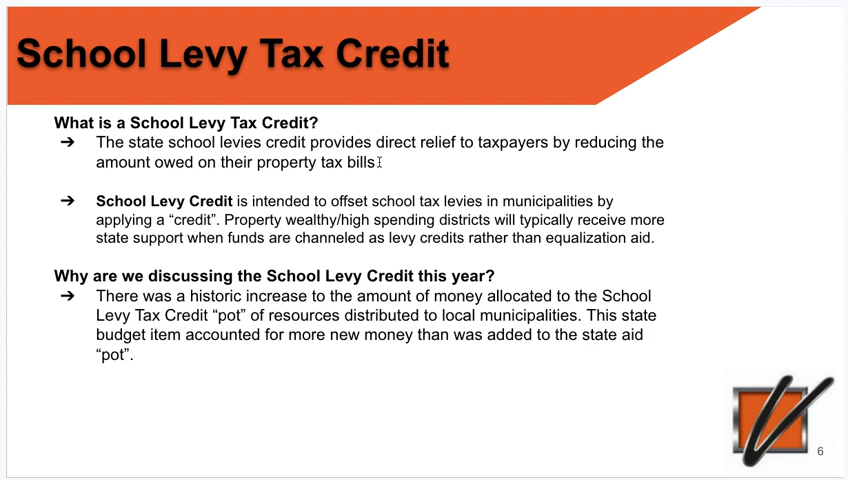 School Levy Tax Credit
What is a School Levy Tax Credit?
➔ The state school levies credit provides direct relief to taxpayers by reducing the
amount owed on their property tax bills
➔ School Levy Credit is intended to offset school tax levies in municipalities by
applying a “credit”. Property wealthy/high spending districts will typically receive more
state support when funds are channeled as levy credits rather than equalization aid.
Why are we discussing the School Levy Credit this year?
➔ There was a historic increase to the amount of money allocated to the School
Levy Tax Credit “pot” of resources distributed to local municipalities. This state
budget item accounted for more new money than was added to the state aid
“pot”.
V
6